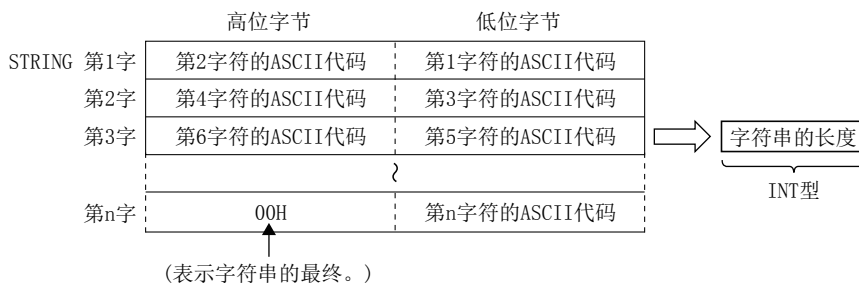 高位字节 低位字节
STRING 第1字 第2字符的ASCII代码 第1字符的ASCII代码
第2字 第4字符的ASCII代码 第3字符的ASCII代码
第3字 第6字符的ASCII代码 第5字符的ASCII代码 字符串的长度
INT型
第n字 00H 第n字符的ASCII代码
(表示字符串的最终。)